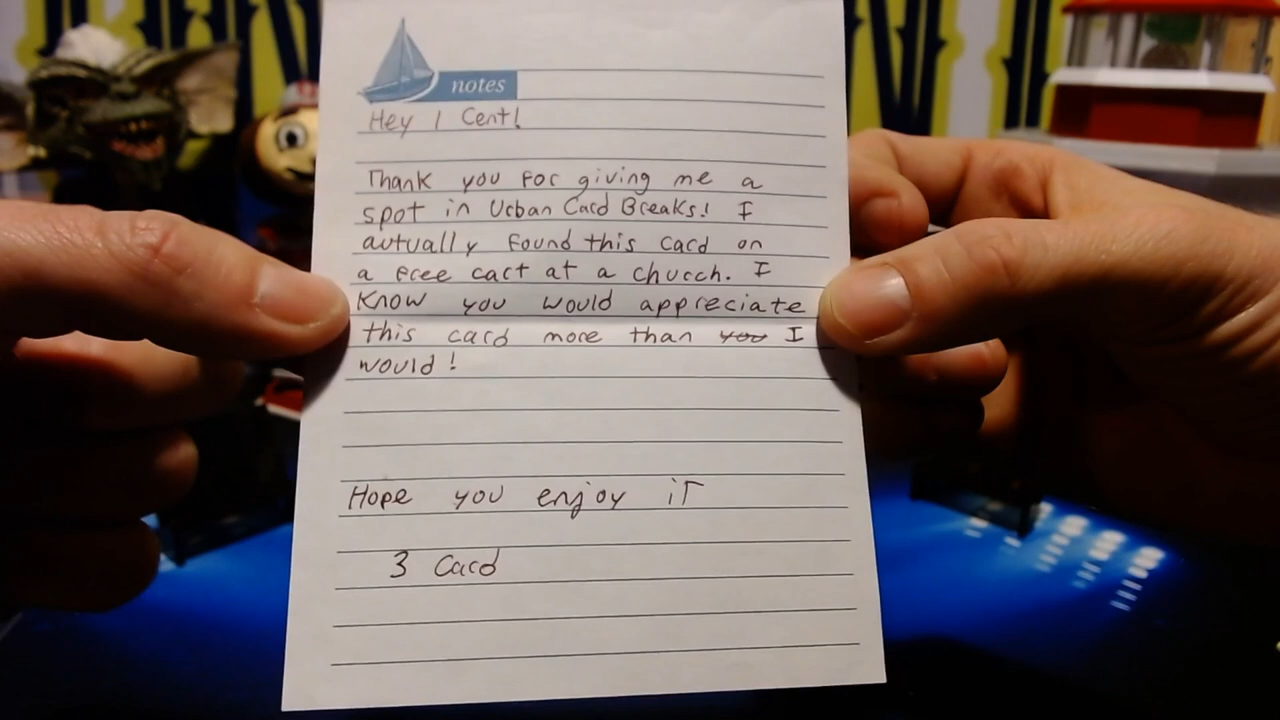 notes
Hey 1 Cent!
Thank you for giving me a
spot in Urban Card Breaks! I
autually found this card on
a free cart at a church. I
know you would appreciate
this card more than you I
would!
Hope you enjoy it
3 Card